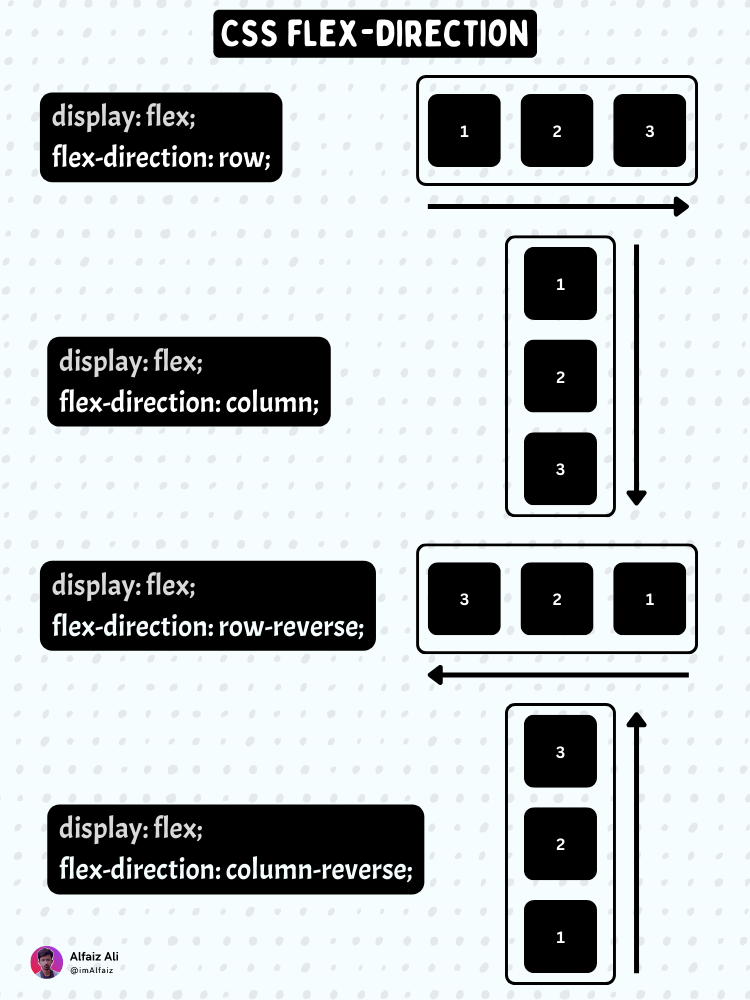 CSS FLEX-DIRECTION
display: flex;
flex-direction: row;
1 2 3
display: flex;
flex-direction: column;
1
2
3
display: flex;
flex-direction: row-reverse;
3 2 1
display: flex;
flex-direction: column-reverse;
3
2
1
Alfaiz Ali
@imAlfaiz